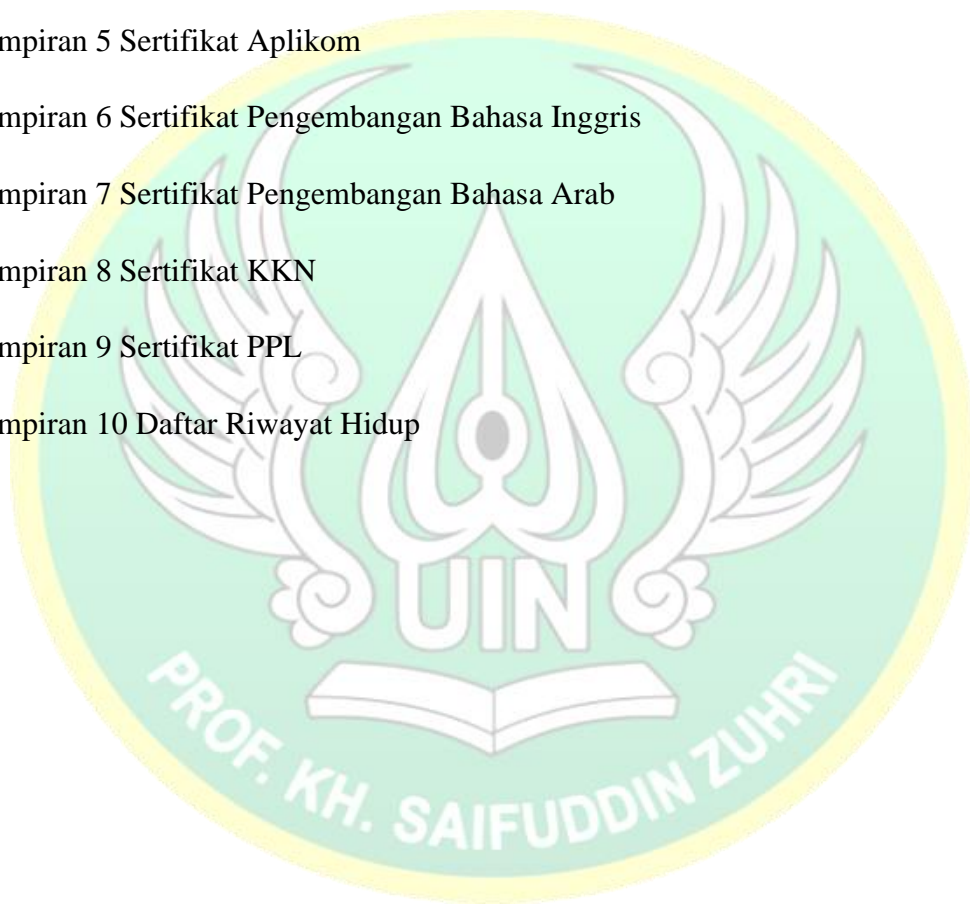 mpiran 5 Sertifikat Aplikom
mpiran 6 Sertifikat Pengembangan Bahasa Inggris
mpiran 7 Sertifikat Pengembangan Bahasa Arab
mpiran 8 Sertifikat KKN
mpiran 9 Sertifikat PPL
mpiran 10 Daftar Riwayat Hidup
UIN
PROF. KH. SAIFUDDIN ZUHRI